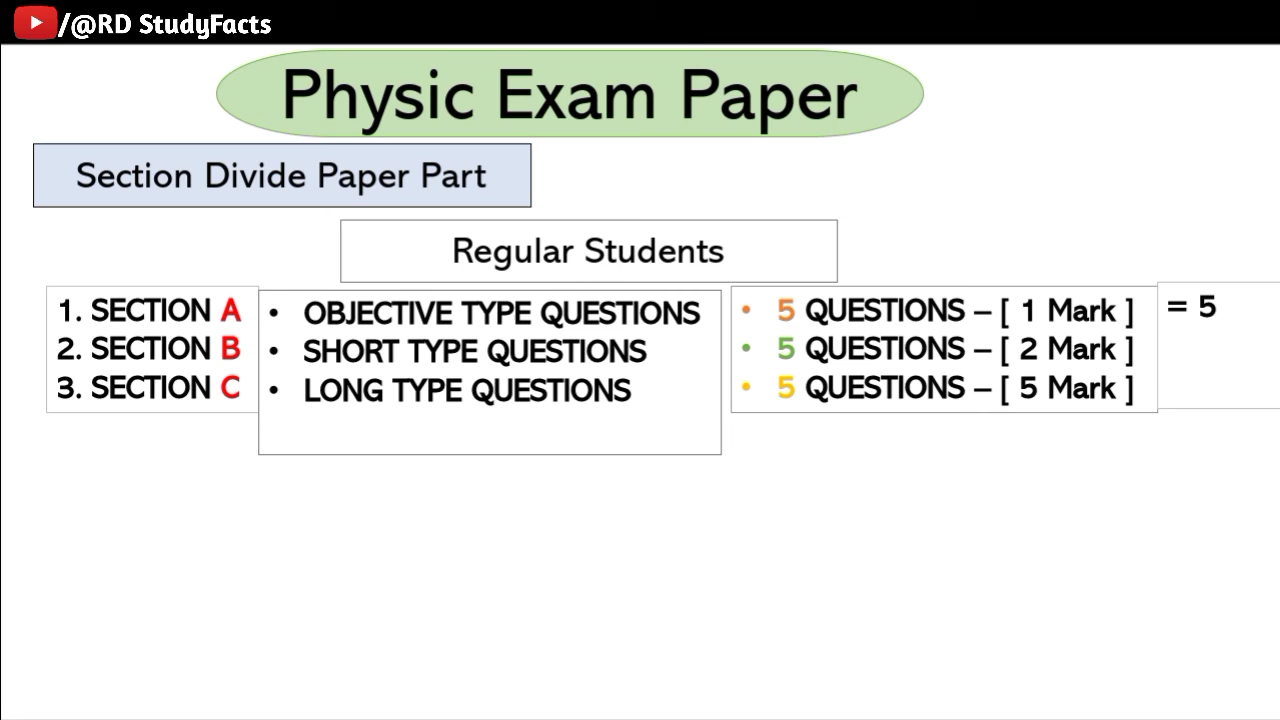 /@RD StudyFacts
Physic Exam Paper
Section Divide Paper Part
Regular Students
1. SECTION A • OBJECTIVE TYPE QUESTIONS • 5 QUESTIONS – [ 1 Mark ] = 5
2. SECTION B • SHORT TYPE QUESTIONS • 5 QUESTIONS – [ 2 Mark ]
3. SECTION C • LONG TYPE QUESTIONS • 5 QUESTIONS – [ 5 Mark ]